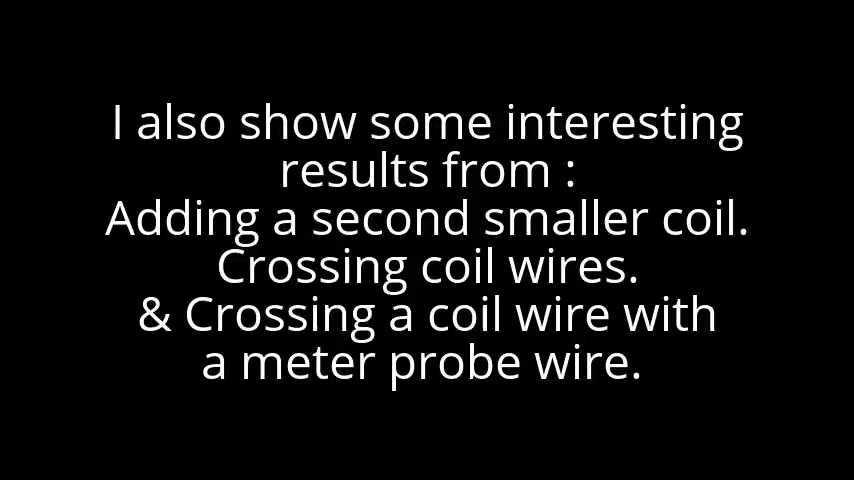 I also show some interesting
results from :
Adding a second smaller coil.
Crossing coil wires.
& Crossing a coil wire with
a meter probe wire.